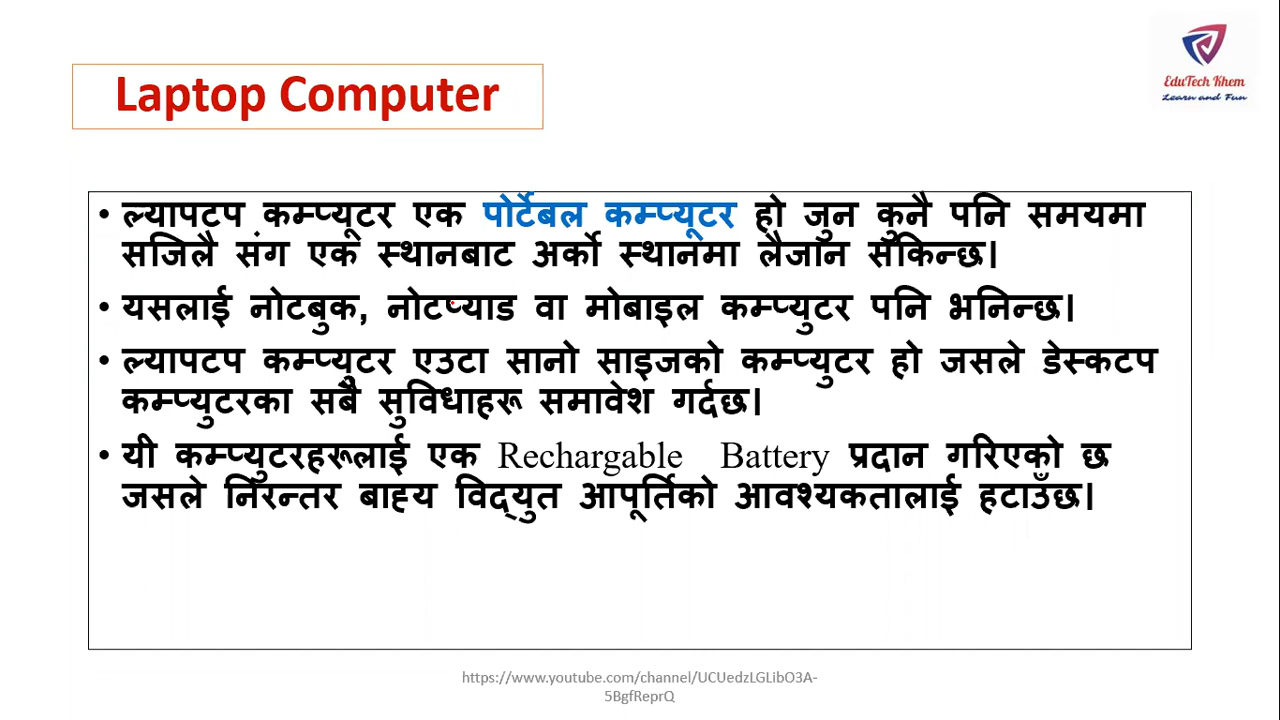 Laptop Computer
EduTech Khem
Learn and Fun
• ल्यापटप कम्प्यूटर एक पोर्टेबल कम्प्यूटर हो जुन कुनै पनि समयमा
सजिलै संग एक स्थानबाट अर्को स्थानमा लैजान सकिन्छ।
• यसलाई नोटबुक, नोटप्याड वा मोबाइल कम्प्युटर पनि भनिन्छ।
• ल्यापटप कम्प्युटर एउटा सानो साइजको कम्प्युटर हो जसले डेस्कटप
कम्प्युटरका सबै सुविधाहरू समावेश गर्दछ।
• यी कम्प्युटरहरूलाई एक Rechargable Battery प्रदान गरिएको छ
जसले निरन्तर बाह्य विद्युत आपूर्तिको आवश्यकतालाई हटाउँछ।
https://www.youtube.com/channel/UCUedzLGLibO3A-
5BgfReprQ